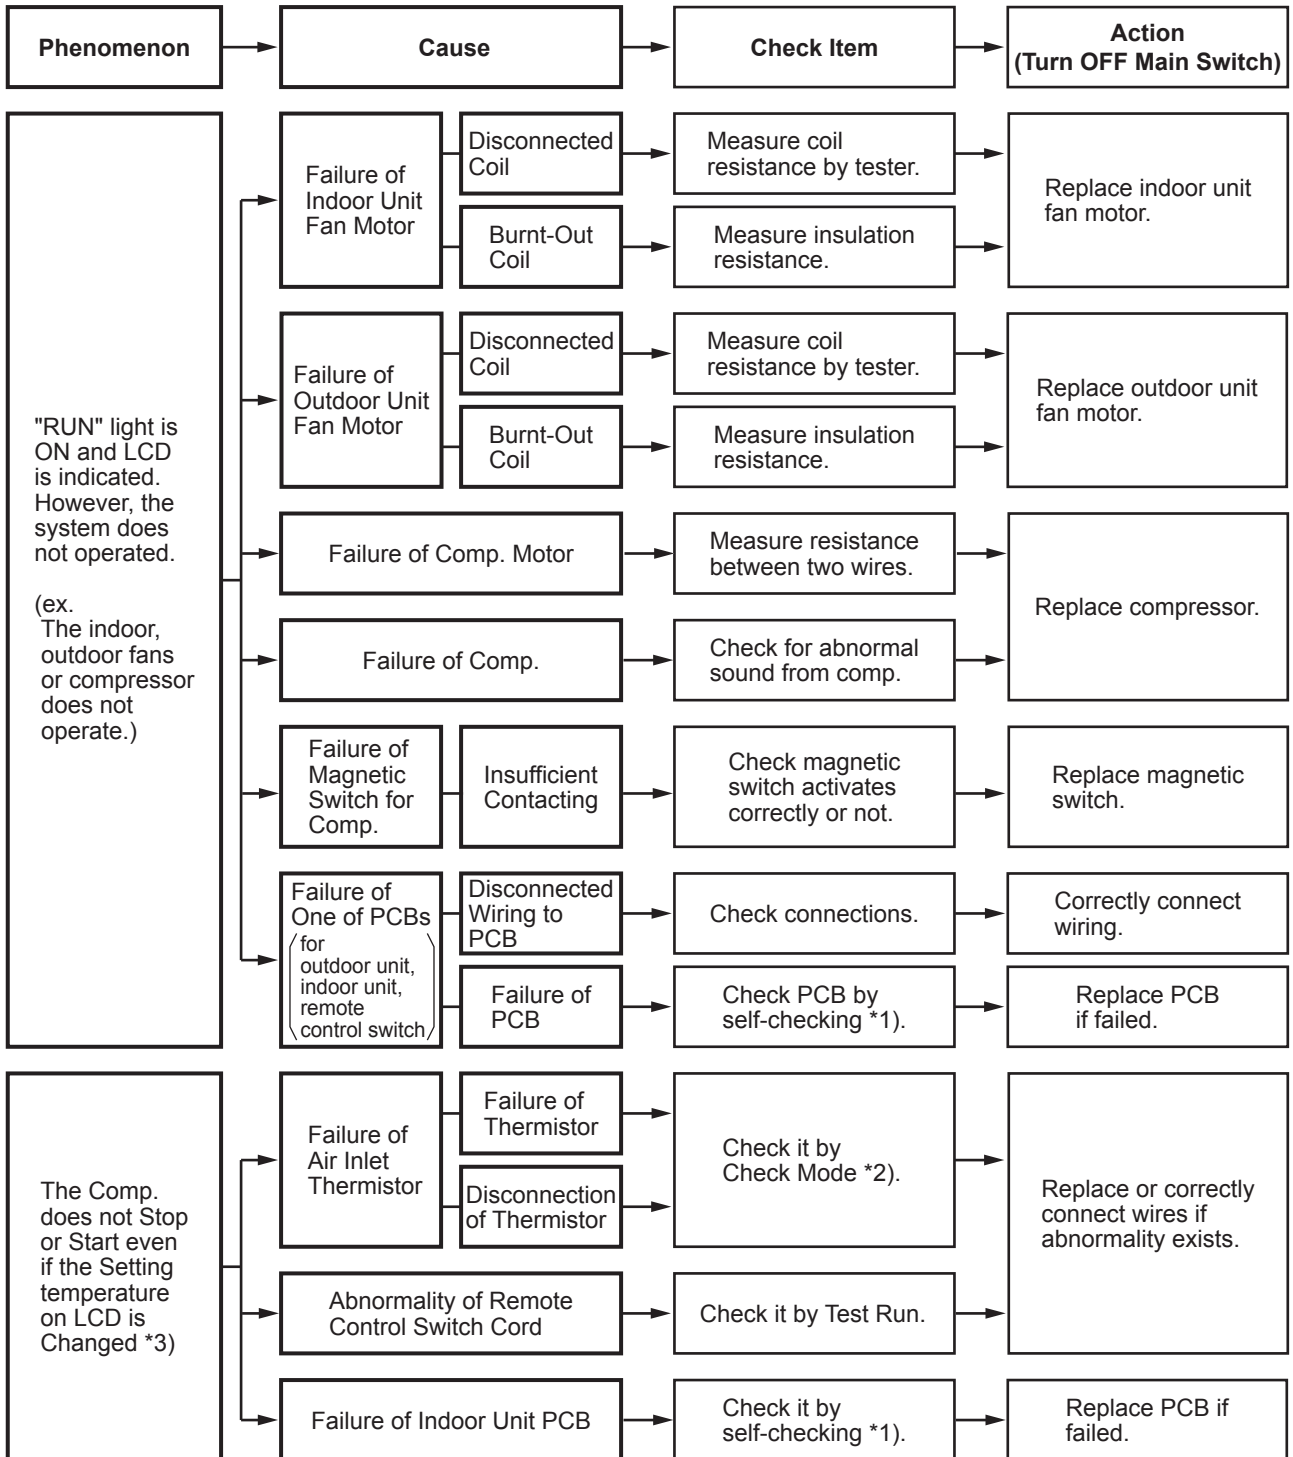 Phenomenon
Cause
Check Item
Action
(Turn OFF Main Switch)
"RUN" light is
ON and LCD
is indicated.
However, the
system does
not operated.
(ex.
The indoor,
outdoor fans
or compressor
does not
operate.)
Failure of
Indoor Unit
Fan Motor
Disconnected
Coil
Measure coil
resistance by tester.
Burnt-Out
Coil
Measure insulation
resistance.
Replace indoor unit
fan motor.
Failure of
Outdoor Unit
Fan Motor
Disconnected
Coil
Measure coil
resistance by tester.
Burnt-Out
Coil
Measure insulation
resistance.
Replace outdoor unit
fan motor.
Failure of Comp. Motor
Measure resistance
between two wires.
Failure of Comp.
Check for abnormal
sound from comp.
Replace compressor.
Failure of
Magnetic
Switch for
Comp.
Insufficient
Contacting
Check magnetic
switch activates
correctly or not.
Replace magnetic
switch.
Failure of
One of PCBs
(for
outdoor unit,
indoor unit,
remote
control switch)
Disconnected
Wiring to
PCB
Check connections.
Correctly connect
wiring.
Failure of
PCB
Check PCB by
self-checking *1).
Replace PCB
if failed.
The Comp.
does not Stop
or Start even
if the Setting
temperature
on LCD is
Changed *3)
Failure of
Air Inlet
Thermistor
Failure of
Thermistor
Disconnection
of Thermistor
Check it by
Check Mode *2).
Abnormality of Remote
Control Switch Cord
Check it by Test Run.
Replace or correctly
connect wires if
abnormality exists.
Failure of Indoor Unit PCB
Check it by
self-checking *1).
Replace PCB if
failed.